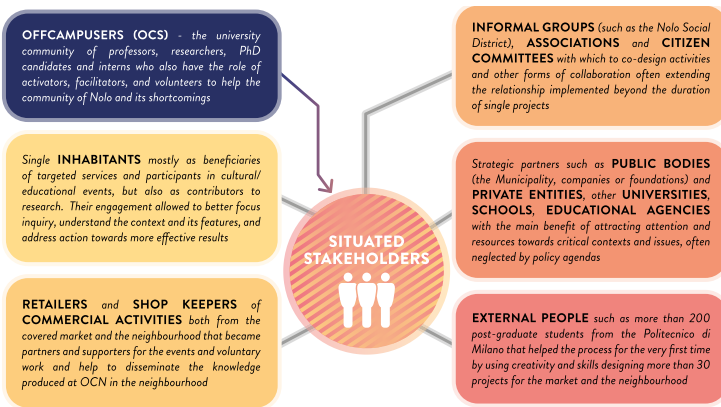 OFFCAMPUSERS (OCS) - the university
community of professors, researchers, PhD
candidates and interns who also have the role of
activators, facilitators, and volunteers to help the
community of Nolo and its shortcomings
Single INHABITANTS mostly as beneficiaries
of targeted services and participants in cultural/
educational events, but also as contributors to
research. Their engagement allowed to better focus
inquiry, understand the context and its features, and
address action towards more effective results
RETAILERS and SHOP KEEPERS of
COMMERCIAL ACTIVITIES both from the
covered market and the neighbourhood that became
partners and supporters for the events and voluntary
work and help to disseminate the knowledge
produced at OCN in the neighbourhood
SITUATED
STAKEHOLDERS
INFORMAL GROUPS (such as the Nolo Social
District), ASSOCIATIONS and CITIZEN
COMMITTEES with which to co-design activities
and other forms of collaboration often extending
the relationship implemented beyond the duration
of single projects
Strategic partners such as PUBLIC BODIES
(the Municipality, companies or foundations) and
PRIVATE ENTITIES, other UNIVERSITIES,
SCHOOLS, EDUCATIONAL AGENCIES
with the main benefit of attracting attention and
resources towards critical contexts and issues, often
neglected by policy agendas
EXTERNAL PEOPLE such as more than 200
post-graduate students from the Politecnico di
Milano that helped the process for the very first time
by using creativity and skills designing more than 30
projects for the market and the neighbourhood